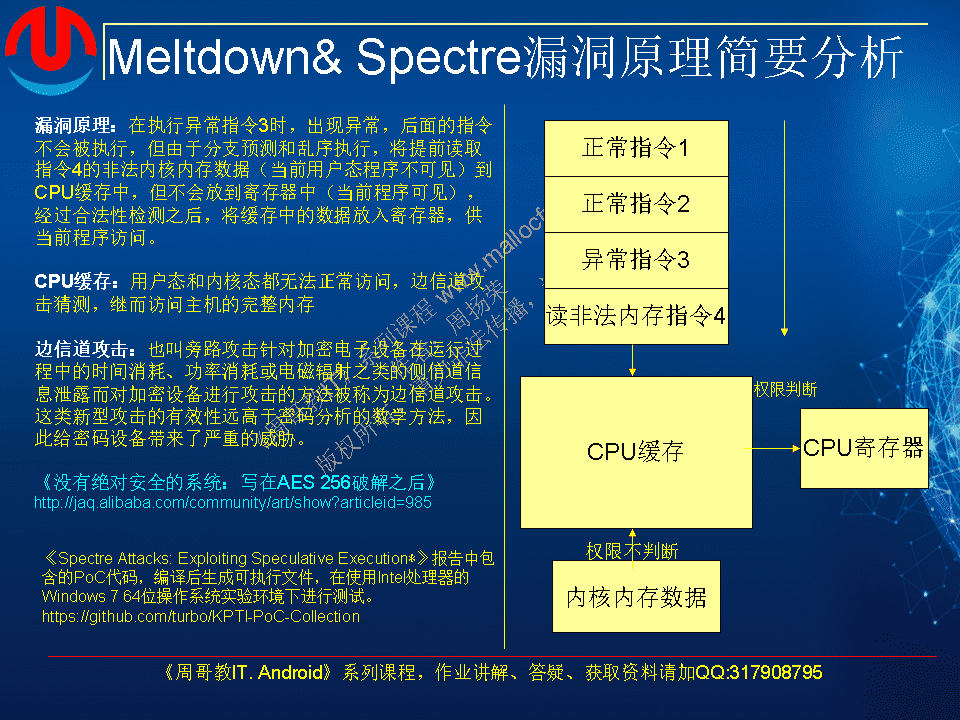 Meltdown& Spectre漏洞原理简要分析
漏洞原理：在执行异常指令3时，出现异常，后面的指令
不会被执行，但由于分支预测和乱序执行，将提前读取
指令4的非法内核内存数据（当前用户态程序不可见）到
CPU缓存中，但不会放到寄存器中（当前程序可见），
经过合法性检测之后，将缓存中的数据放入寄存器，供
当前程序访问。
CPU缓存：用户态和内核态都无法正常访问，边信道攻
击猜测，继而访问主机的完整内存
边信道攻击：也叫旁路攻击针对加密电子设备在运行过
程中的时间消耗、功率消耗或电磁辐射之类的侧信道信
息泄露而对加密设备进行攻击的方法被称为边信道攻击。
这类新型攻击的有效性远高于密码分析的数学方法，因
此给密码设备带来了严重的威胁。
《没有绝对安全的系统：写在AES 256破解之后》
http://jaq.alibaba.com/community/art/show?articleid=985
《Spectre Attacks: Exploiting Speculative Execution*》报告中包
含的PoC代码，编译后生成可执行文件，在使用Intel处理器的
Windows 7 64位操作系统实验环境下进行测试。
https://github.com/turbo/KPTI-PoC-Collection
正常指令1
正常指令2
异常指令3
读非法内存指令4
权限判断
CPU缓存
CPU寄存器
权限不判断
内核内存数据
《周哥教IT. Android》系列课程，作业讲解、答疑、获取资料请加QQ:317908795